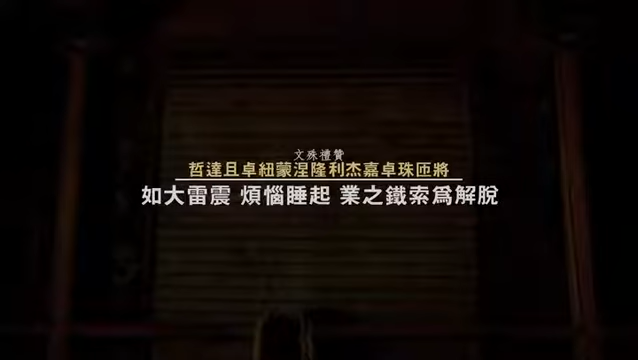 文殊禮贊
哲達且卓紐蒙涅隆利杰嘉卓珠匝將
如大雷震 煩惱睡起 業之鐵索爲解脫